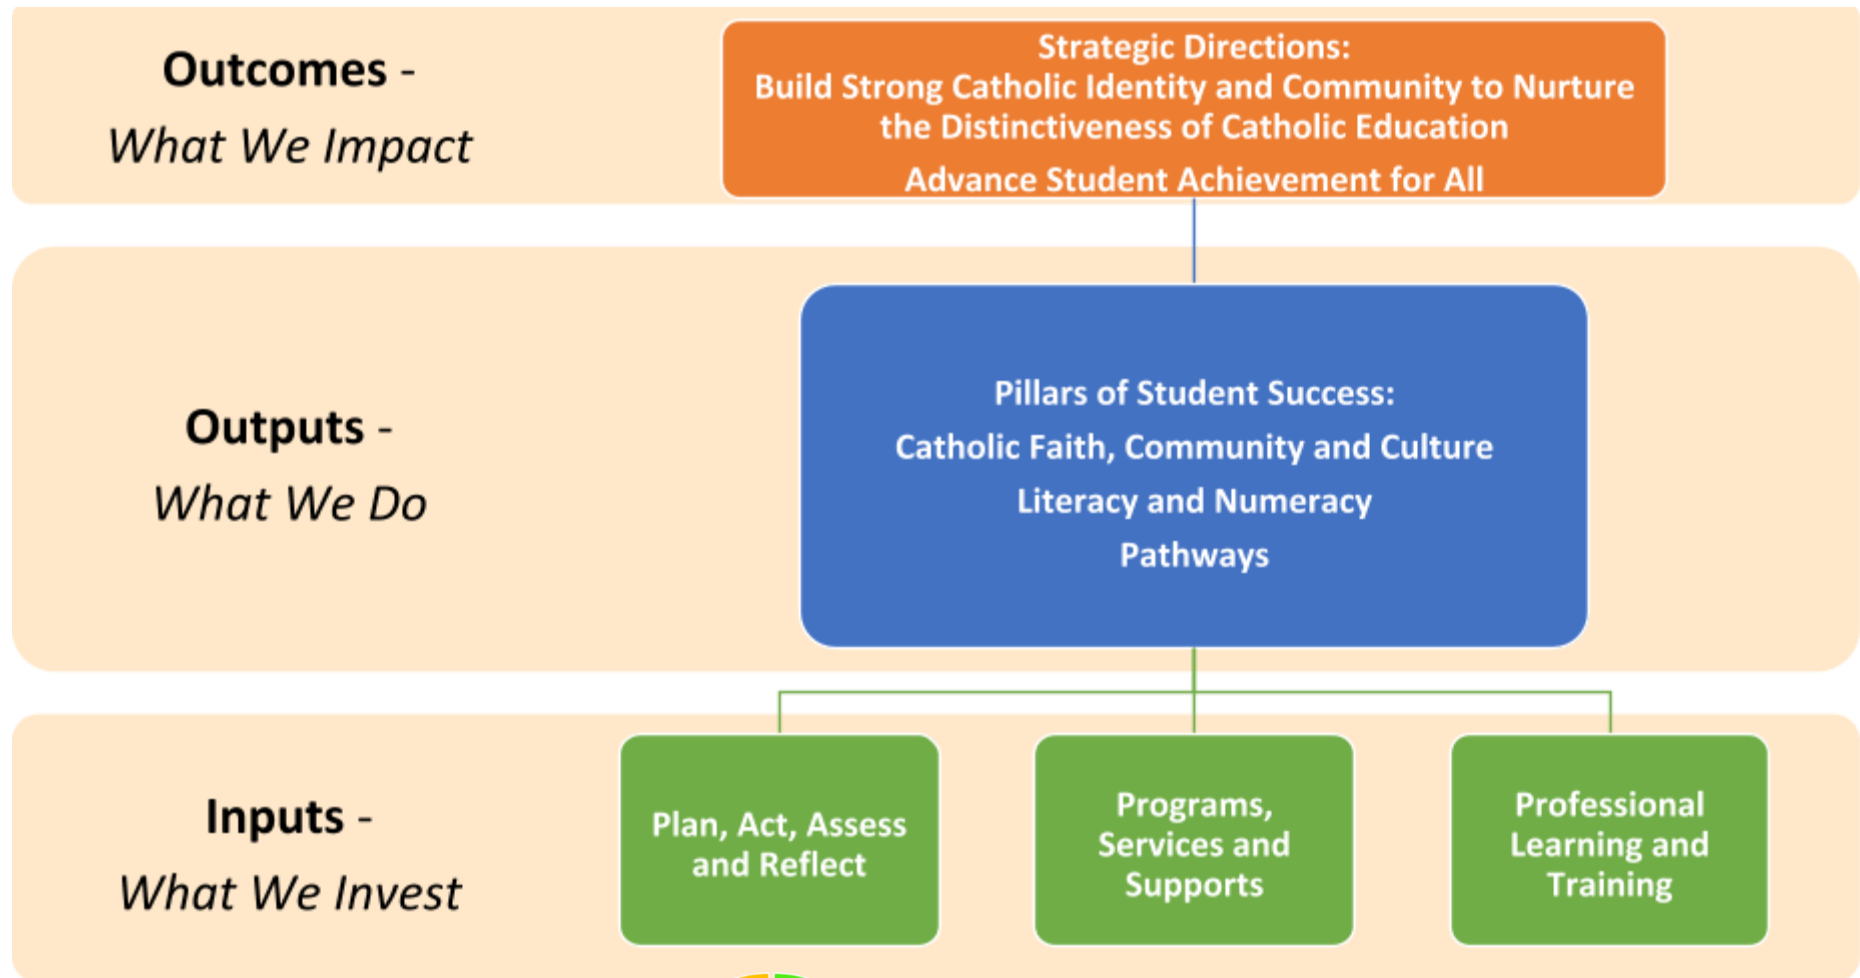 Outcomes -
What We Impact
Strategic Directions:
Build Strong Catholic Identity and Community to Nurture
the Distinctiveness of Catholic Education
Advance Student Achievement for All
Outputs -
What We Do
Pillars of Student Success:
Catholic Faith, Community and Culture
Literacy and Numeracy
Pathways
Inputs -
What We Invest
Plan, Act, Assess
and Reflect
Programs,
Services and
Supports
Professional
Learning and
Training